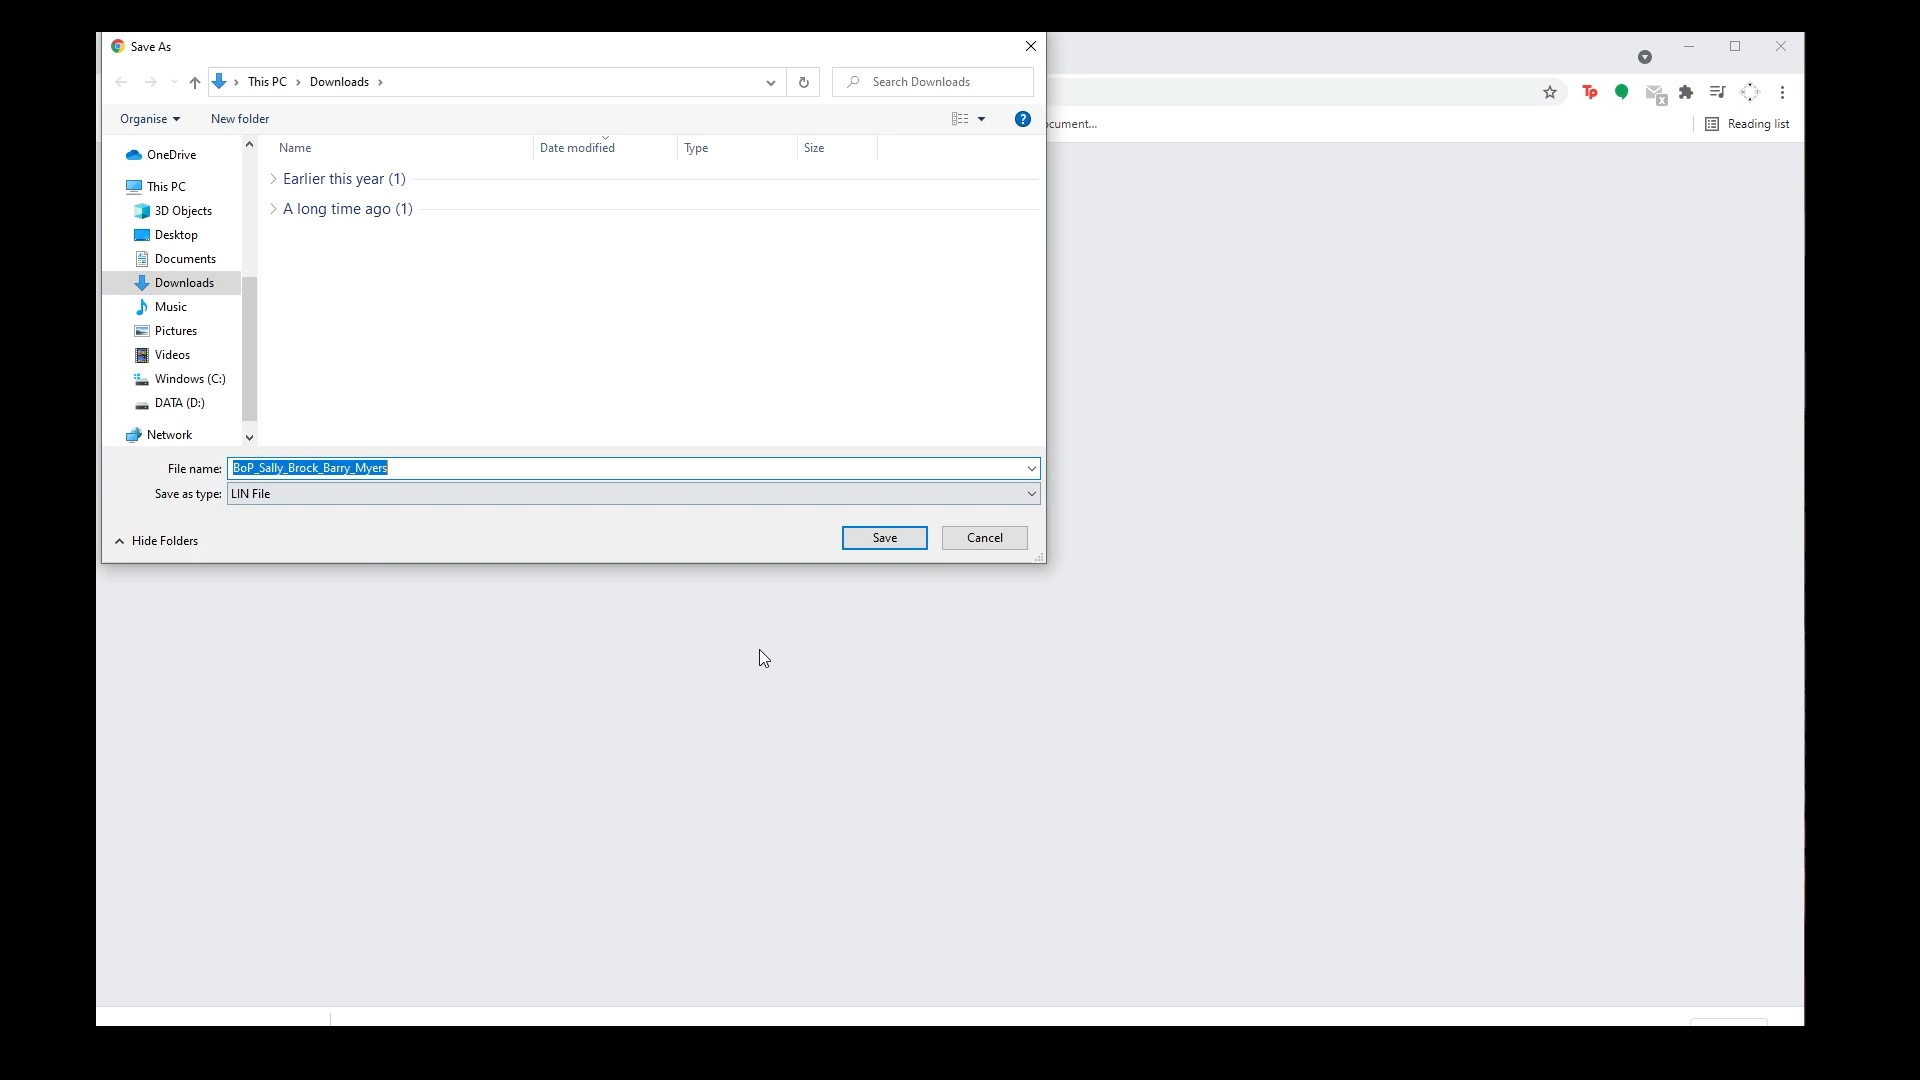 Save As
This PC
Downloads
Search Downloads
Organise
New folder
?
ocument...
Reading list
Name
Date modified
Type
Size
OneDrive
This PC
3D Objects
Desktop
Documents
Downloads
Music
Pictures
Videos
Windows (C:)
DATA (D:)
Network
Earlier this year (1)
A long time ago (1)
File name:
BoP_Sally_Brock_Barry_Myers
Save as type:
LIN File
Hide Folders
Save
Cancel
Tp
x